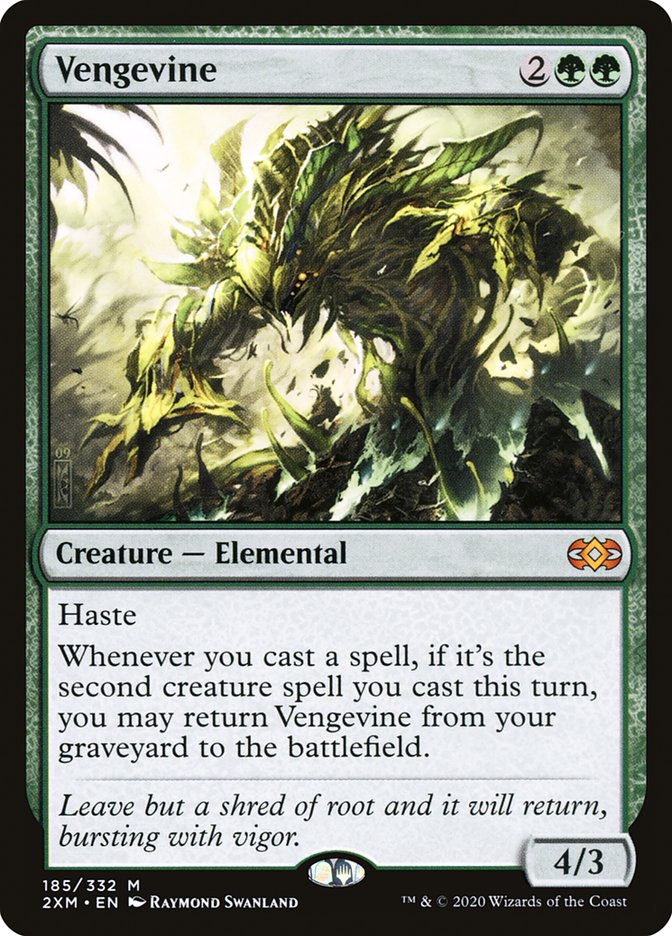 Vengevine 2
09
Creature — Elemental
Haste
Whenever you cast a spell, if it's the
second creature spell you cast this turn,
you may return Vengevine from your
graveyard to the battlefield.
Leave but a shred of root and it will return,
bursting with vigor.
4/3
185/332 M
2XM • EN RAYMOND SWANLAND
™ & © 2020 Wizards of the Coast